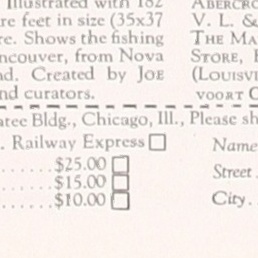 Illustrated with 182
re feet in size (35x37
re. Shows the fishing
ncouver, from Nova
nd. Created by JOE
nd curators.
ABERCRO
V. L. &
THE MA
STORE,
(LOUISVI
VOORT C
atee Bldg., Chicago, Ill., Please sh
. Railway Express
$25.00
$15.00
$10.00
Name
Street
City.